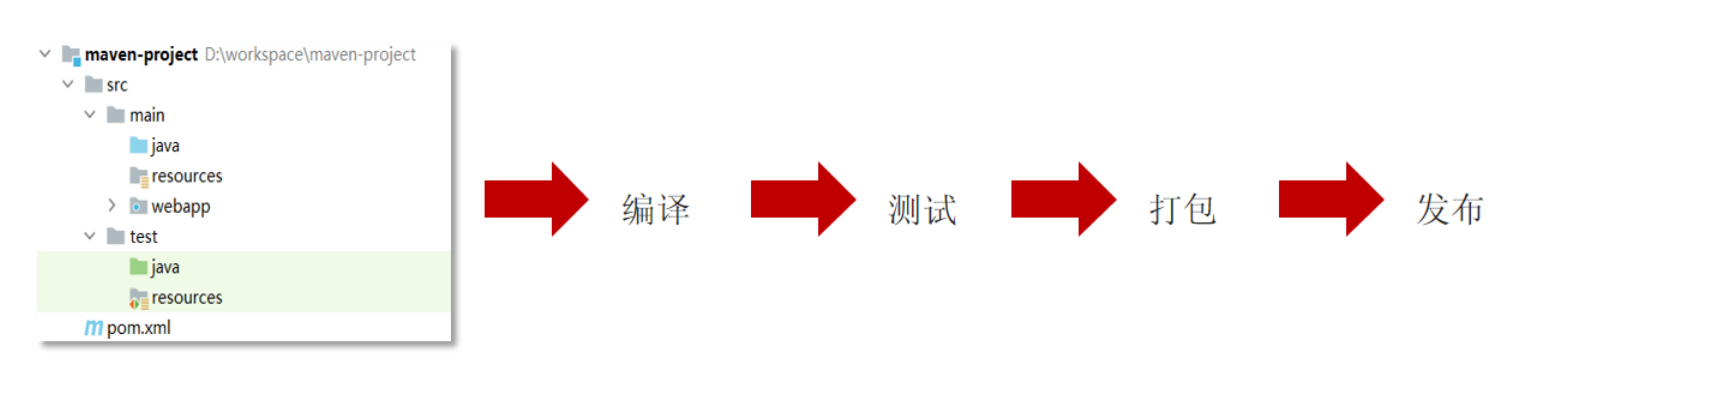 maven-project D:\workspace\maven-project
src
main
java
resources
webapp
test
java
resources
pom.xml
编译
测试
打包
发布